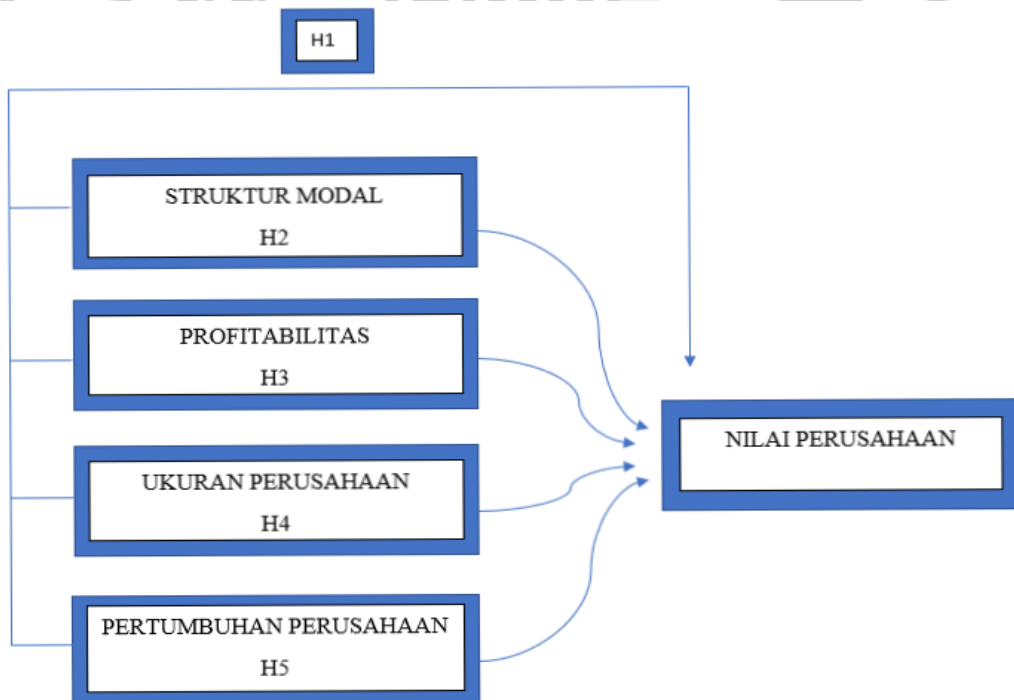 H1
STRUKTUR MODAL
H2
PROFITABILITAS
H3
UKURAN PERUSAHAAN
H4
PERTUMBUHAN PERUSAHAAN
H5
NILAI PERUSAHAAN